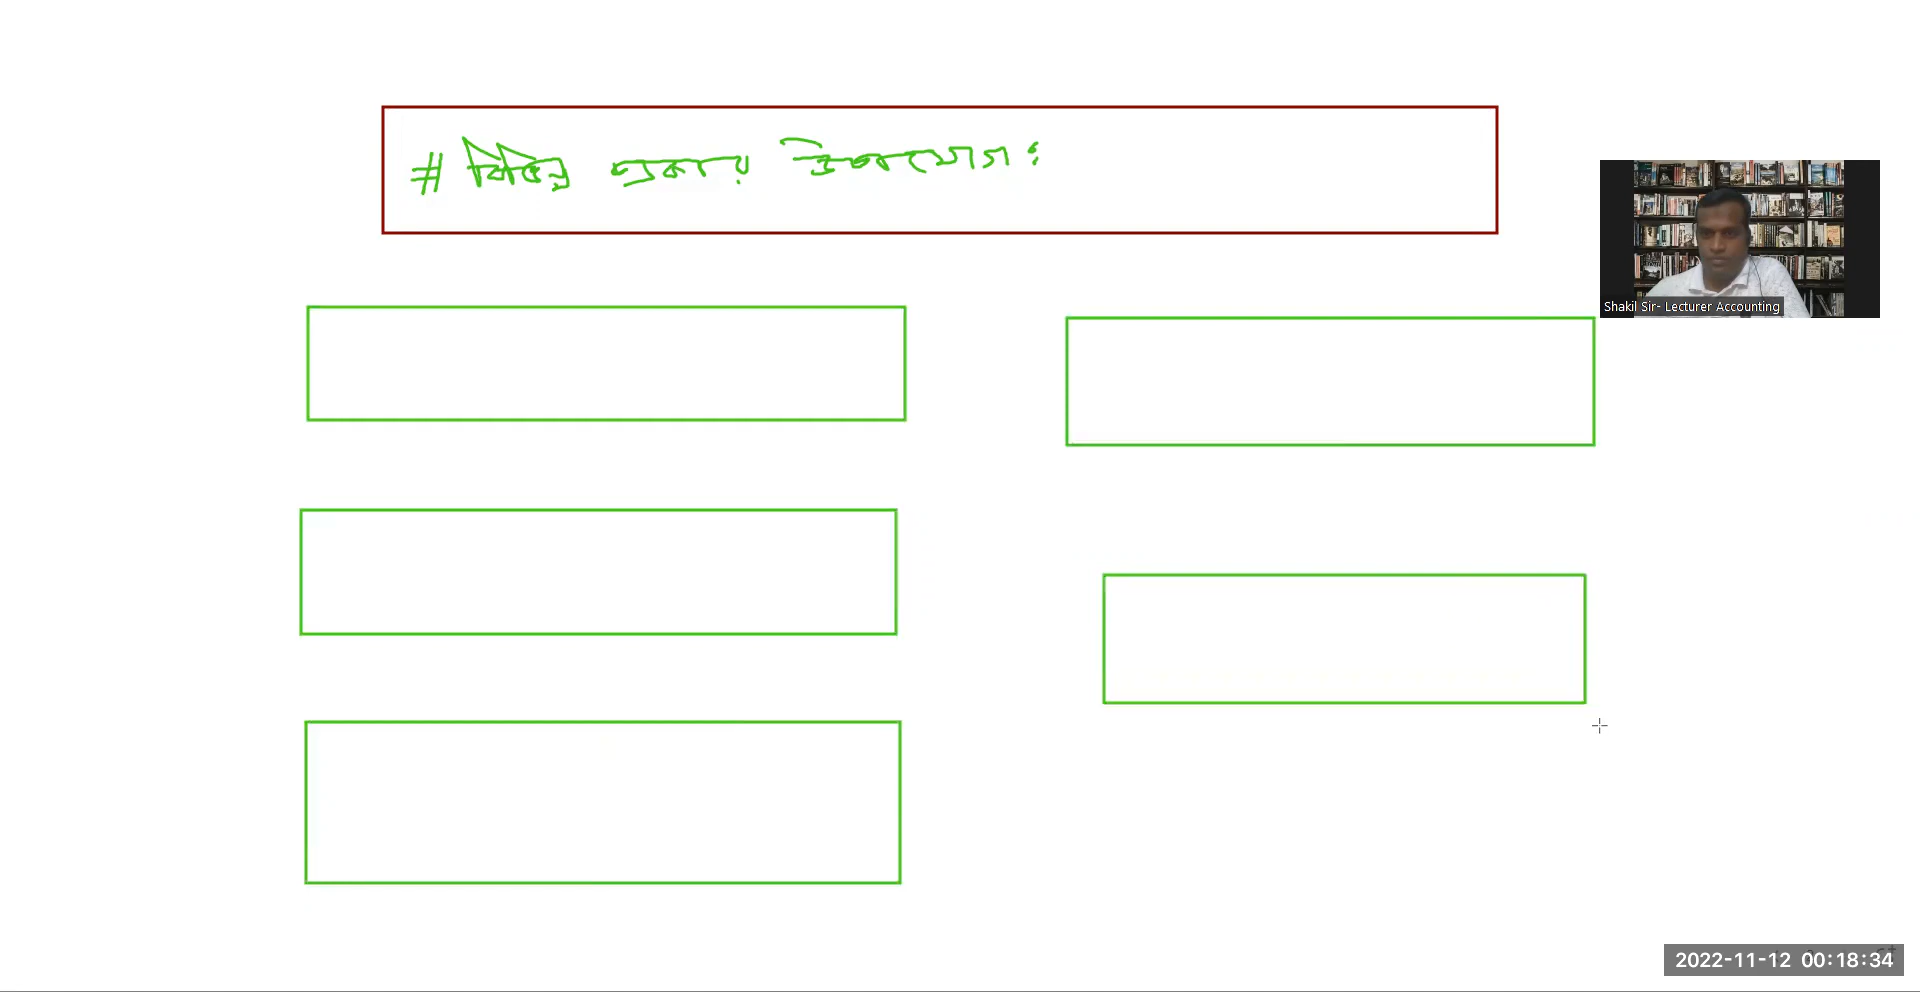 # বিভিন্ন প্রকার উপযোগ :
Shakil Sir- Lecturer Accounting
2022-11-12 00:18:34